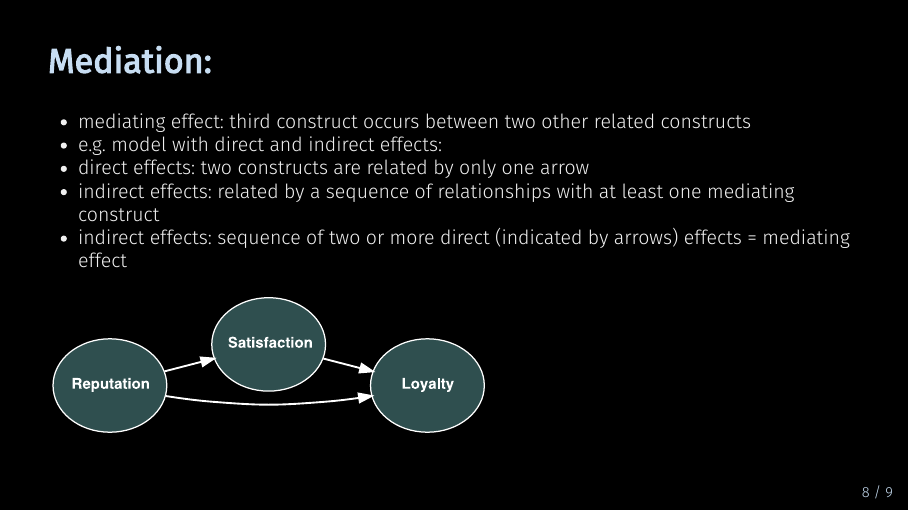 Mediation:
• mediating effect: third construct occurs between two other related constructs
• e.g. model with direct and indirect effects:
• direct effects: two constructs are related by only one arrow
• indirect effects: related by a sequence of relationships with at least one mediating
construct
• indirect effects: sequence of two or more direct (indicated by arrows) effects = mediating
effect
Satisfaction
Reputation
Loyalty
8 / 9